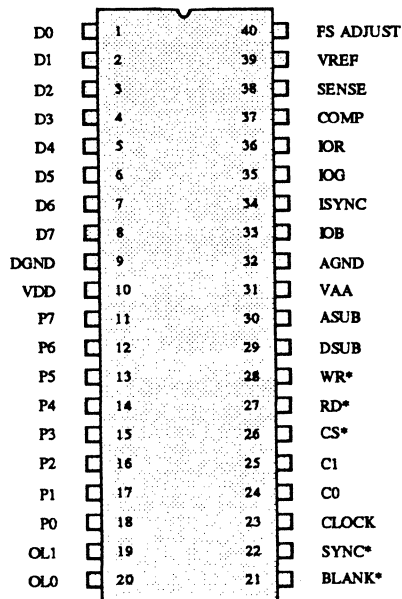 D0 1 40 FS ADJUST
D1 2 39 VREF
D2 3 38 SENSE
D3 4 37 COMP
D4 5 36 IOR
D5 6 35 IOG
D6 7 34 ISYNC
D7 8 33 IOB
DGND 9 32 AGND
VDD 10 31 VAA
P7 11 30 ASUB
P6 12 29 DSUB
P5 13 28 WR*
P4 14 27 RD*
P3 15 26 CS*
P2 16 25 C1
P1 17 24 C0
P0 18 23 CLOCK
OL1 19 22 SYNC*
OL0 20 21 BLANK*